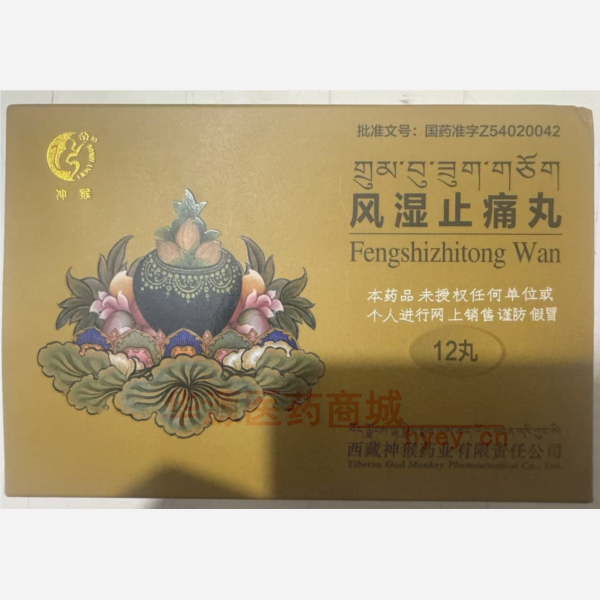 神猴
批准文号：国药准字Z54020042
གྲུམ་བུ་ཟུག་གཅོག
风湿止痛丸
Fengshizhitong Wan
本药品未授权任何单位或
个人进行网上销售谨防假冒
12丸
医药商城
hyey.cn
西藏神猴药业有限责任公司
Tibetan God Monkey Pharmaceutical Co., Ltd.